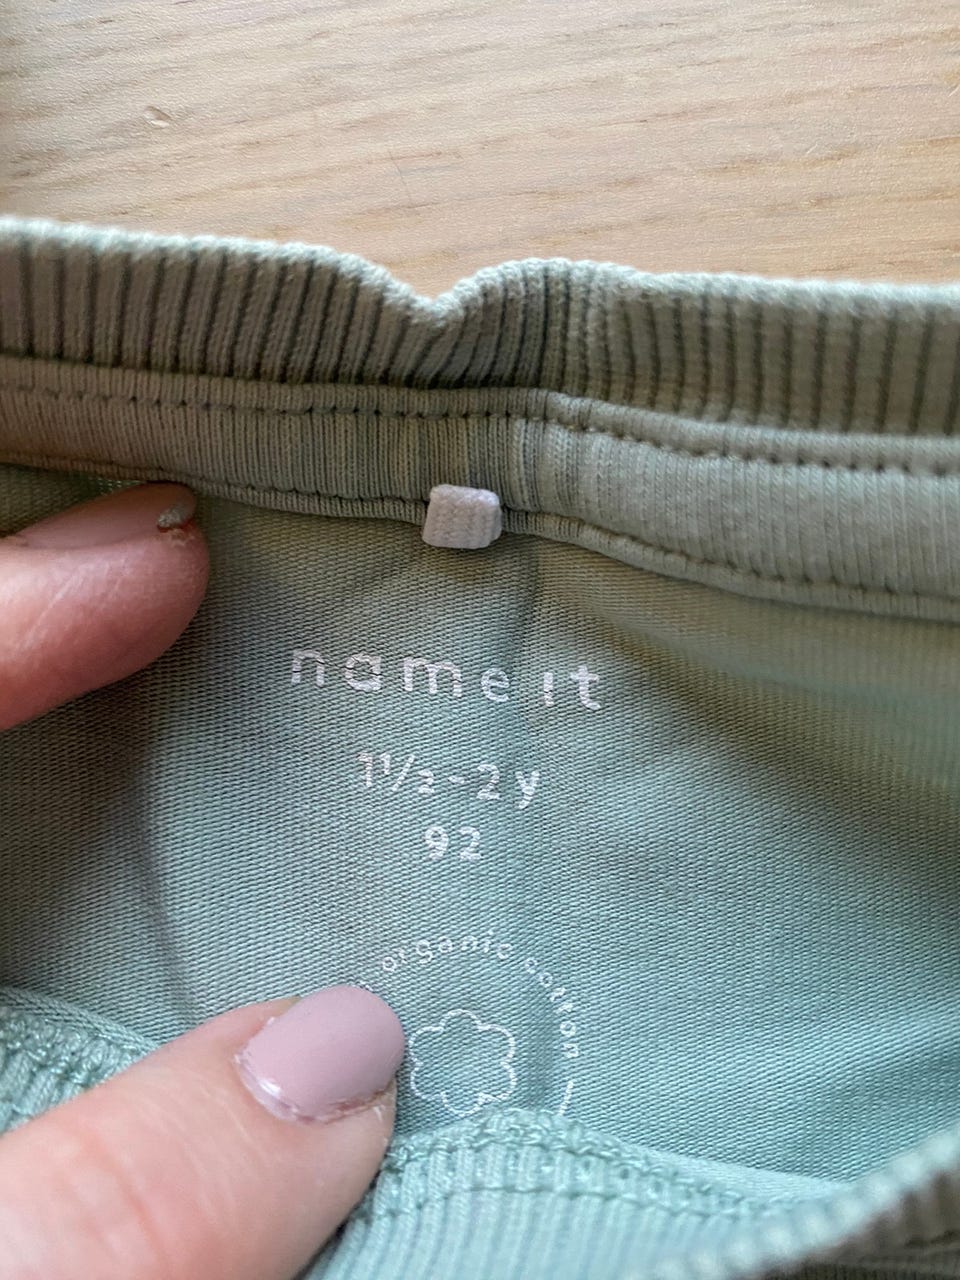 name it
1½-2y
92
organic cotton